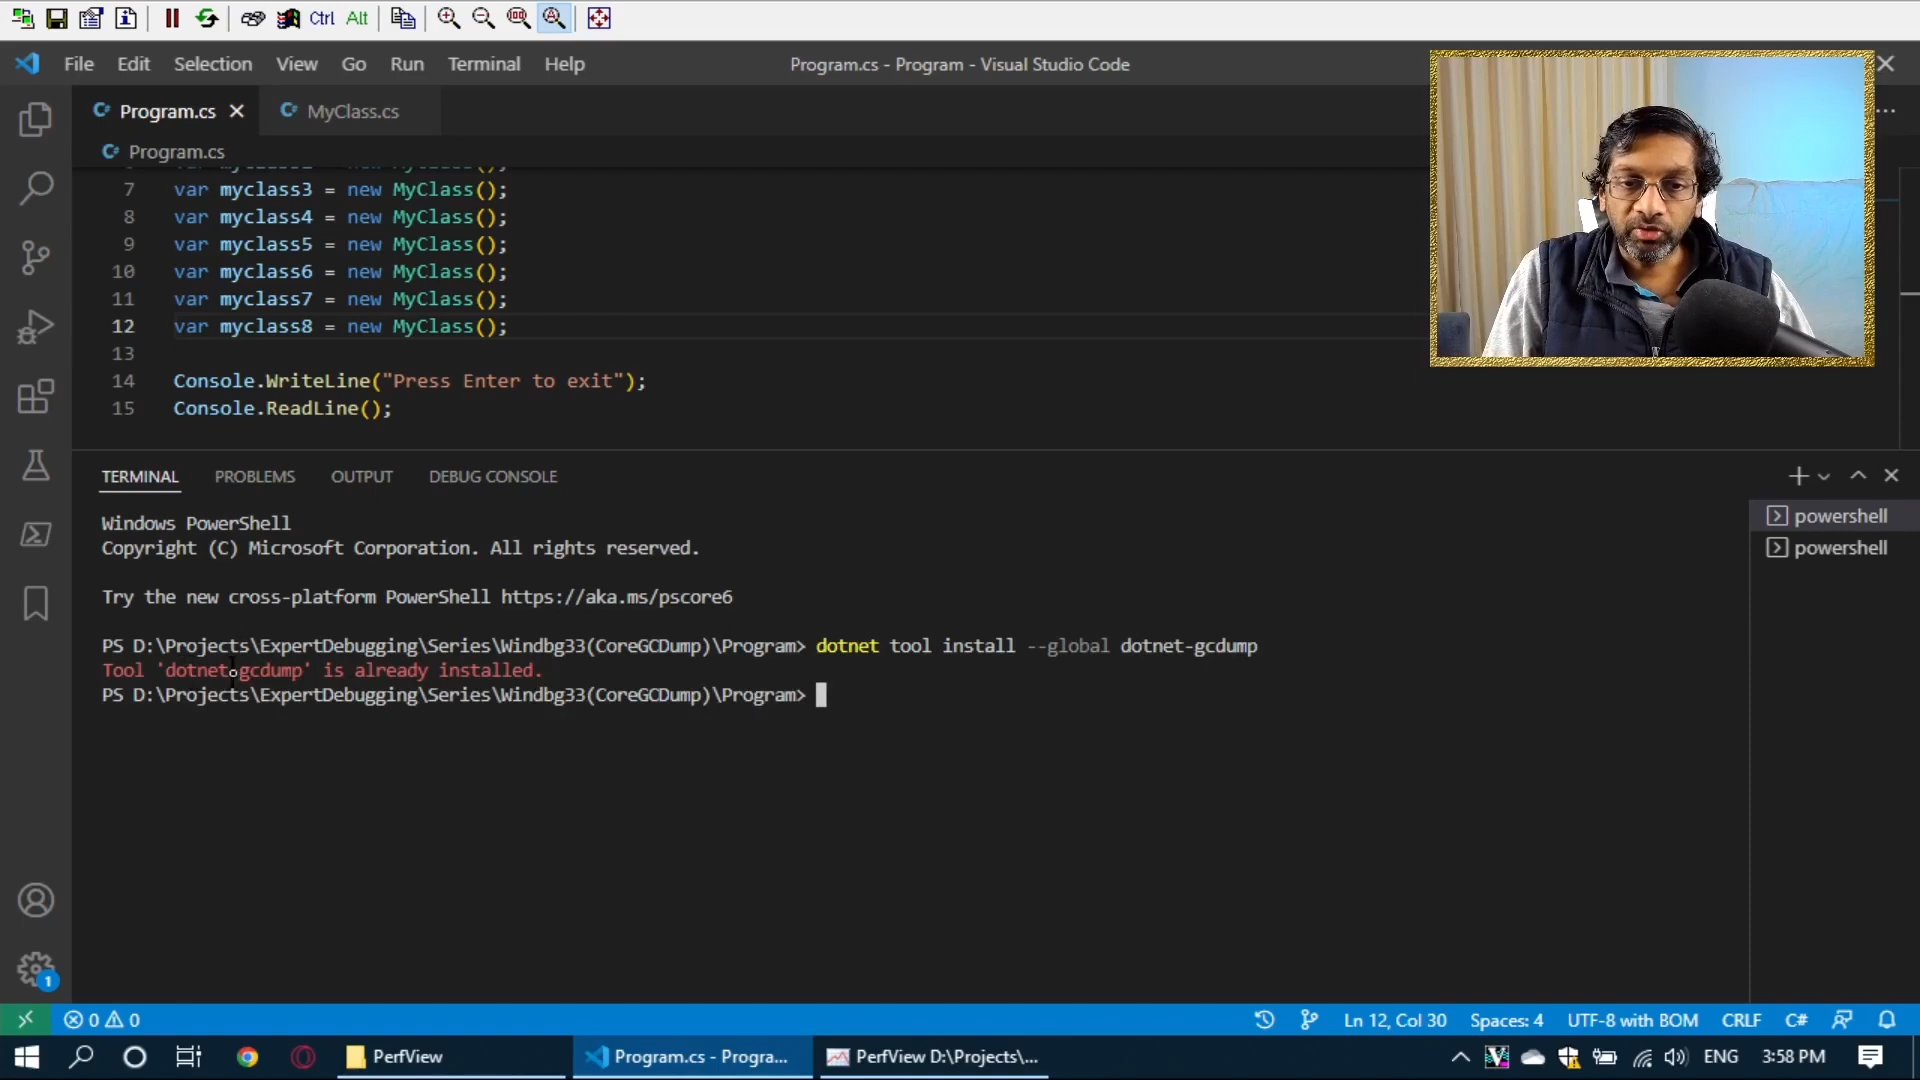 Ctrl Alt
File Edit Selection View Go Run Terminal Help
Program.cs - Program - Visual Studio Code
Program.cs
MyClass.cs
Program.cs
7 var myclass3 = new MyClass();
8 var myclass4 = new MyClass();
9 var myclass5 = new MyClass();
10 var myclass6 = new MyClass();
11 var myclass7 = new MyClass();
12 var myclass8 = new MyClass();
13
14 Console.WriteLine("Press Enter to exit");
15 Console.ReadLine();
TERMINAL PROBLEMS OUTPUT DEBUG CONSOLE
Windows PowerShell
Copyright (C) Microsoft Corporation. All rights reserved.
Try the new cross-platform PowerShell https://aka.ms/pscore6
PS D:\Projects\ExpertDebugging\Series\Windbg33(CoreGCDump)\Program> dotnet tool install --global dotnet-gcdump
Tool 'dotnet-gcdump' is already installed.
PS D:\Projects\ExpertDebugging\Series\Windbg33(CoreGCDump)\Program>
powershell
powershell
1
0 0
Ln 12, Col 30 Spaces: 4 UTF-8 with BOM CRLF C#
PerfView
Program.cs - Progra...
PerfView D:\Projects\...
ENG 3:58 PM